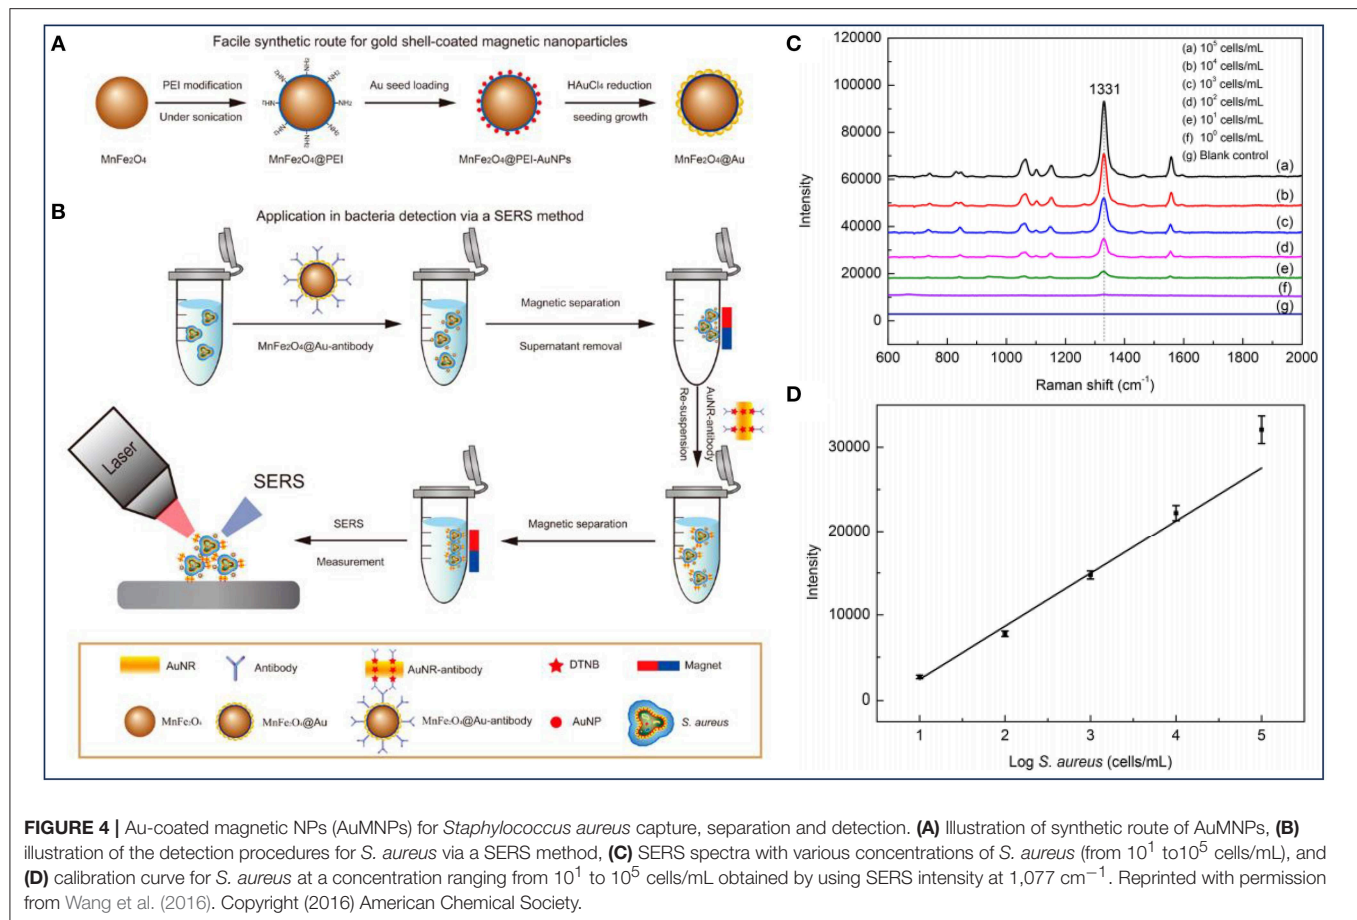 (A)
Facile synthetic route for gold shell-coated magnetic nanoparticles
PEI modification
Under sonication
Au seed loading
HAuCl₄ reduction
seeding growth
NH₂
MnFe₂O₄
MnFe₂O₄@PEI
MnFe₂O₄@PEI-AuNPs
MnFe₂O₄@Au
(B)
Application in bacteria detection via a SERS method
MnFe₂O₄@Au-antibody
Magnetic separation
Supernatant removal
AuNR-antibody
Re-suspension
Magnetic separation
SERS
Measurement
Laser
SERS
AuNR
Antibody
AuNR-antibody
DTNB
Magnet
MnFe₂O₄
MnFe₂O₄@Au
MnFe₂O₄@Au-antibody
AuNP
S. aureus
(C)
120000
100000
80000
60000
40000
20000
0
Intensity
1331
(a) 10⁵ cells/mL
(b) 10⁴ cells/mL
(c) 10³ cells/mL
(d) 10² cells/mL
(e) 10¹ cells/mL
(f) 10⁰ cells/mL
(g) Blank control
(a)
(b)
(c)
(d)
(e)
(f)
(g)
600 800 1000 1200 1400 1600 1800 2000
Raman shift (cm⁻¹)
(D)
30000
20000
10000
0
Intensity
1 2 3 4 5
Log S. aureus (cells/mL)
FIGURE 4 | Au-coated magnetic NPs (AuMNPs) for Staphylococcus aureus capture, separation and detection. (A) Illustration of synthetic route of AuMNPs, (B)
illustration of the detection procedures for S. aureus via a SERS method, (C) SERS spectra with various concentrations of S. aureus (from 10¹ to10⁵ cells/mL), and
(D) calibration curve for S. aureus at a concentration ranging from 10¹ to 10⁵ cells/mL obtained by using SERS intensity at 1,077 cm⁻¹. Reprinted with permission
from Wang et al. (2016). Copyright (2016) American Chemical Society.